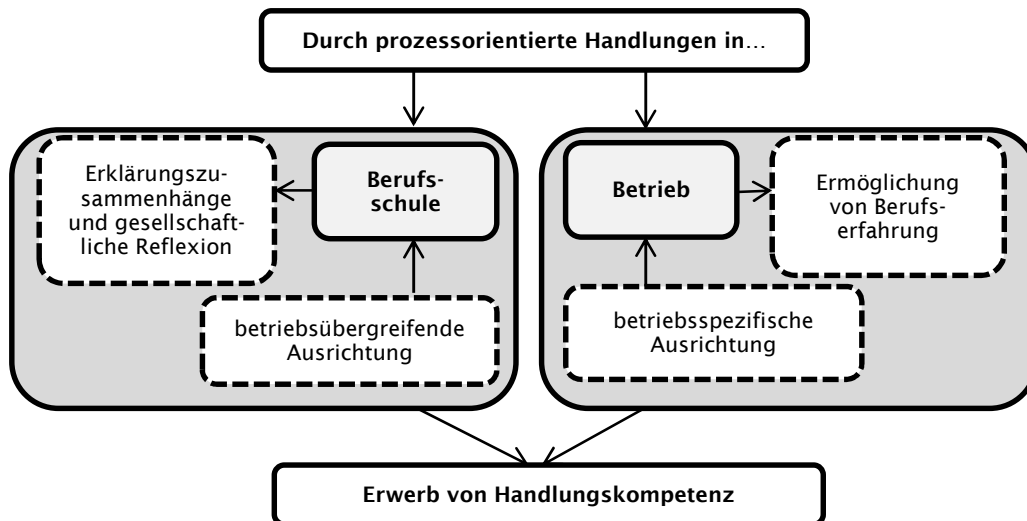 Durch prozessorientierte Handlungen in…
Erklärungszu-
sammenhänge
und gesellschaft-
liche Reflexion
Berufs-
schule
betriebsübergreifende
Ausrichtung
Betrieb
Ermöglichung
von Berufs-
erfahrung
betriebsspezifische
Ausrichtung
Erwerb von Handlungskompetenz